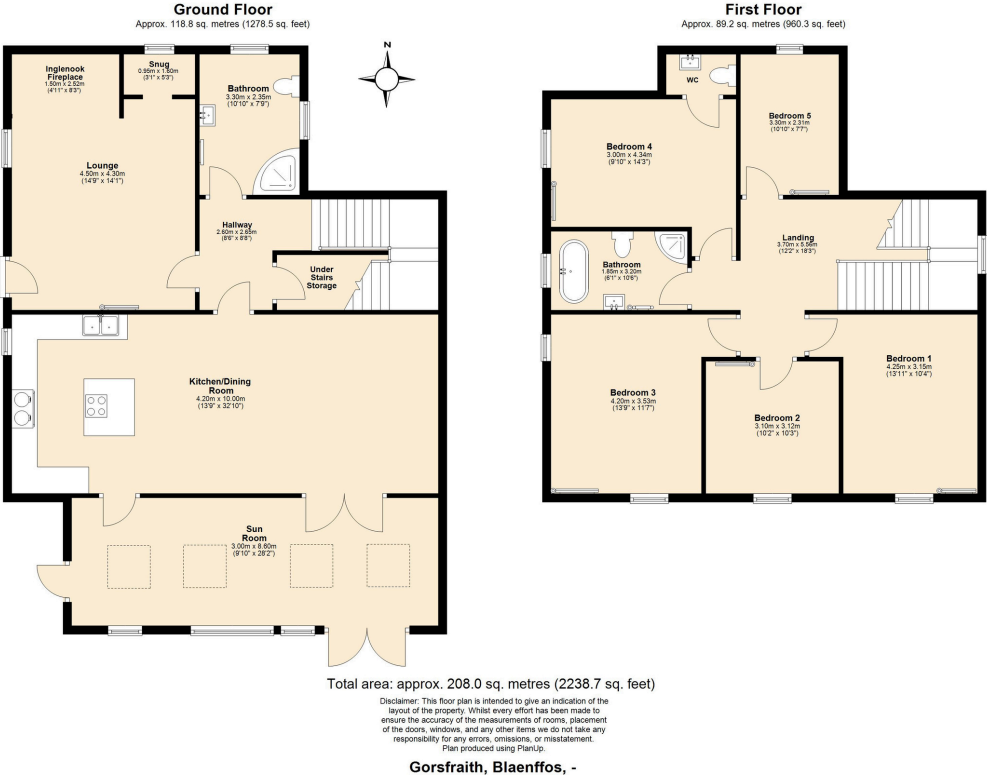 Ground Floor
Approx. 118.8 sq. metres (1278.5 sq. feet)
Inglenook
Fireplace
1.50m x 2.52m
(4'11" x 8'3")
Snug
0.95m x 1.60m
(3'1" x 5'3")
Bathroom
3.30m x 2.35m
(10'10" x 7'9")
N
Lounge
4.50m x 4.30m
(14'9" x 14'1")
Hallway
2.60m x 2.65m
(8'6" x 8'8")
Under
Stairs
Storage
Kitchen/Dining
Room
4.20m x 10.00m
(13'9" x 32'10")
Sun
Room
3.00m x 8.60m
(9'10" x 28'2")
First Floor
Approx. 89.2 sq. metres (960.3 sq. feet)
WC
Bedroom 5
3.30m x 2.31m
(10'10" x 7'7")
Bedroom 4
3.00m x 4.34m
(9'10" x 14'3")
Landing
3.70m x 5.56m
(12'2" x 18'3")
Bathroom
1.85m x 3.20m
(6'1" x 10'6")
Bedroom 1
4.25m x 3.15m
(13'11" x 10'4")
Bedroom 3
4.20m x 3.53m
(13'9" x 11'7")
Bedroom 2
3.10m x 3.12m
(10'2" x 10'3")
Total area: approx. 208.0 sq. metres (2238.7 sq. feet)
Disclaimer: This floor plan is intended to give an indication of the
layout of the property. Whilst every effort has been made to
ensure the accuracy of the measurements of rooms, placement
of the doors, windows, and any other items we do not take any
responsibility for any errors, omissions, or misstatement.
Plan produced using PlanUp.
Gorsfraith, Blaenffos, -